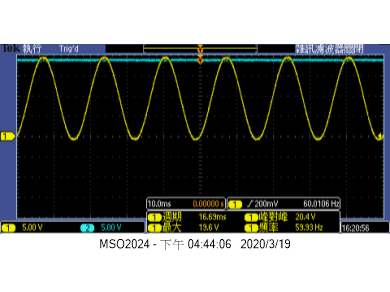 Tek 執行 Trig'd 雜訊濾波器關閉
1
10.0ms 0.00000 s 1 200mV 60.0106 Hz
1 週期 16.69ms 1 峰對峰 20.4 V
1 5.00 V 2 5.00 V 1 最大 19.6 V 1 頻率 59.93 Hz 16:20:56
MSO2024 - 下午 04:44:06 2020/3/19